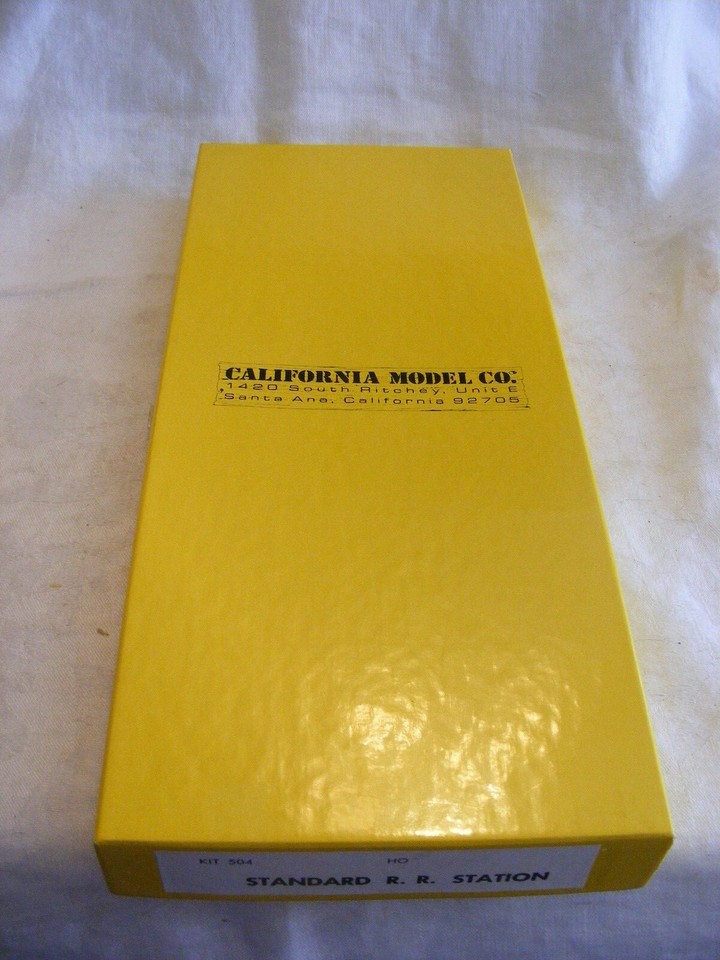 CALIFORNIA MODEL CO.
1420 South Ritchey, Unit E
Santa Ana, California 92705
KIT 504 HO
STANDARD R. R. STATION